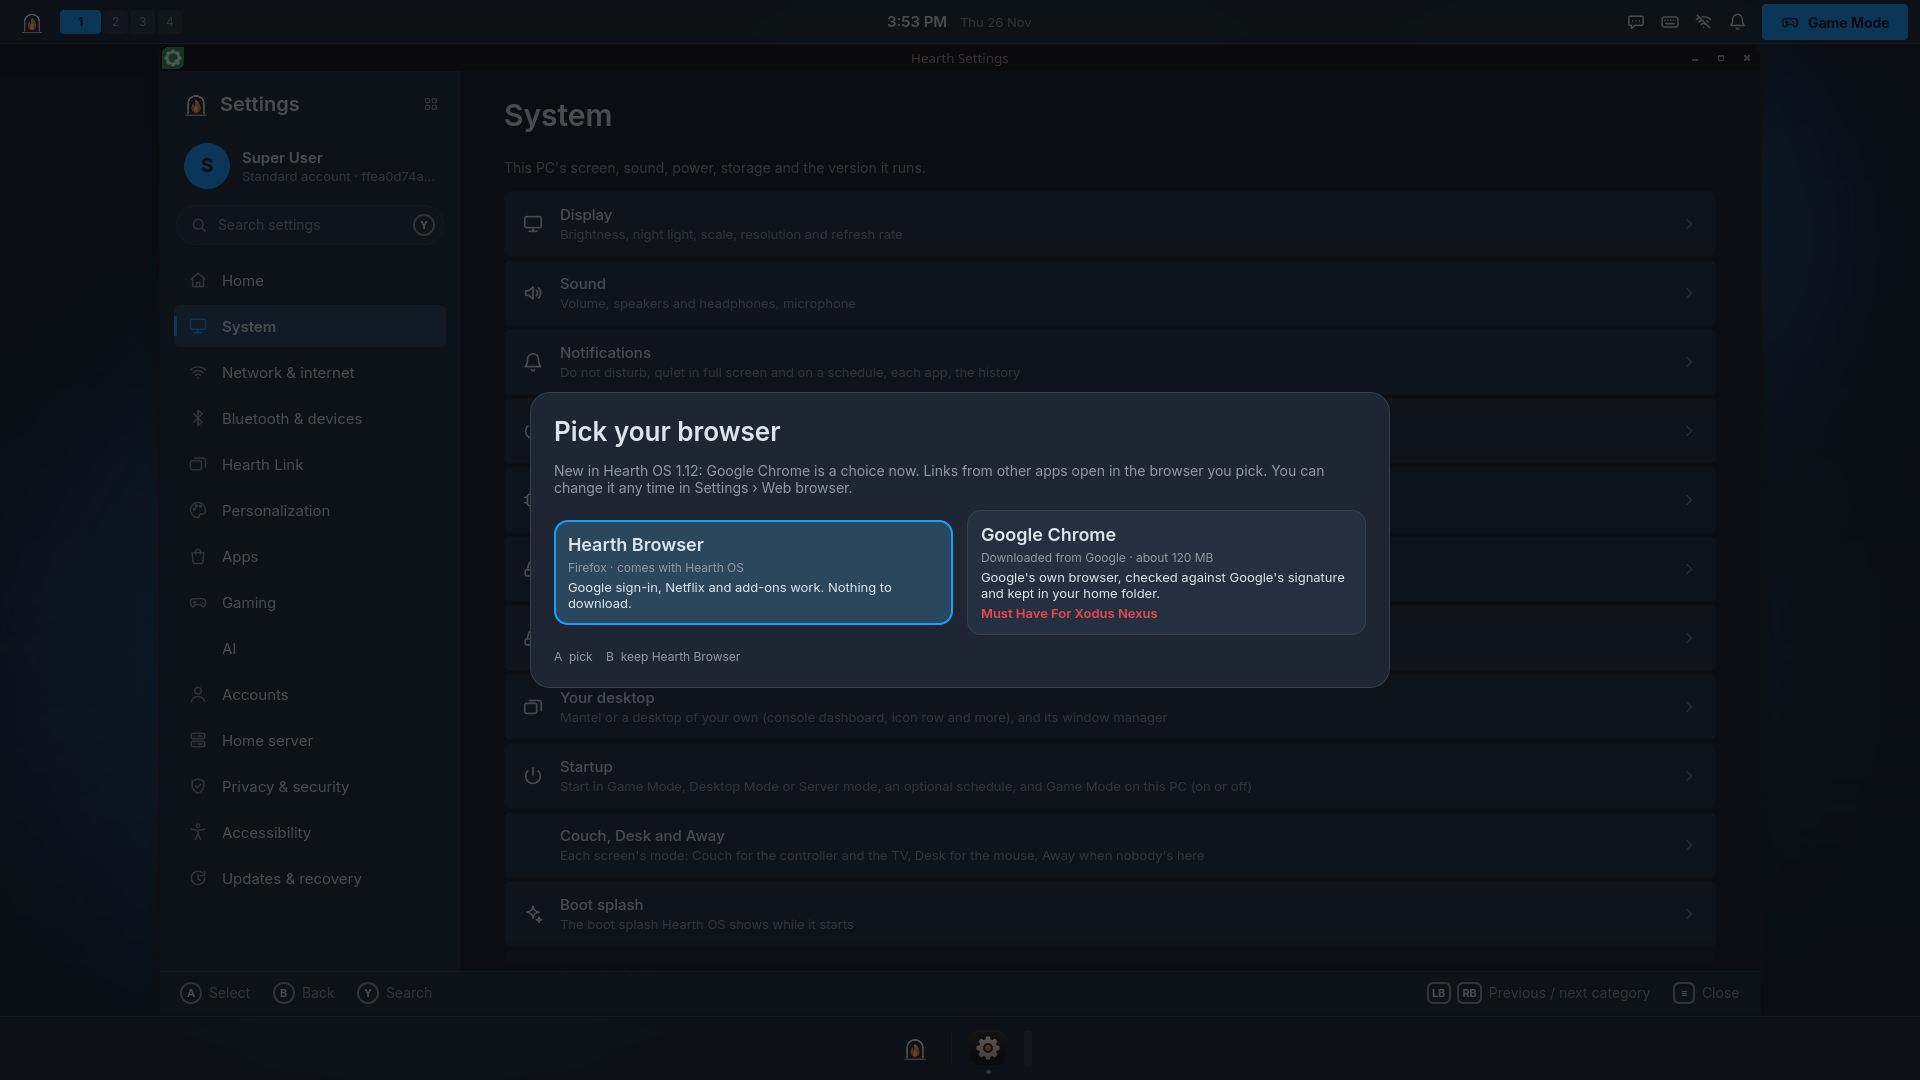 1 2 3 4
3:53 PM Thu 26 Nov
Game Mode
Hearth Settings
Settings
S
Super User
Standard account · ffea0d74a...
Search settings Y
Home
System
Network & internet
Bluetooth & devices
Hearth Link
Personalization
Apps
Gaming
AI
Accounts
Home server
Privacy & security
Accessibility
Updates & recovery
System
This PC's screen, sound, power, storage and the version it runs.
Display
Brightness, night light, scale, resolution and refresh rate
Sound
Volume, speakers and headphones, microphone
Notifications
Do not disturb, quiet in full screen and on a schedule, each app, the history
Pick your browser
New in Hearth OS 1.12: Google Chrome is a choice now. Links from other apps open in the browser you pick. You can
change it any time in Settings › Web browser.
Hearth Browser
Firefox · comes with Hearth OS
Google sign-in, Netflix and add-ons work. Nothing to
download.
Google Chrome
Downloaded from Google · about 120 MB
Google's own browser, checked against Google's signature
and kept in your home folder.
Must Have For Xodus Nexus
A pick B keep Hearth Browser
Your desktop
Mantel or a desktop of your own (console dashboard, icon row and more), and its window manager
Startup
Start in Game Mode, Desktop Mode or Server mode, an optional schedule, and Game Mode on this PC (on or off)
Couch, Desk and Away
Each screen's mode: Couch for the controller and the TV, Desk for the mouse, Away when nobody's here
Boot splash
The boot splash Hearth OS shows while it starts
A Select B Back Y Search
LB RB Previous / next category ≡ Close